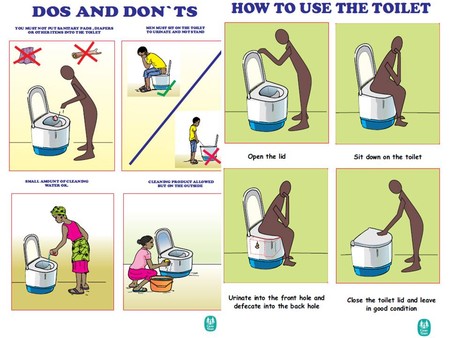 DOS AND DON`TS
YOU MUST NOT PUT SANITARY PADS, DIAPERS
OR OTHER ITEMS INTO THE TOILET
MEN MUST SIT ON THE TOILET
TO URINATE AND NOT STAND
SMALL AMOUNT OF CLEANING
WATER OK,
CLEANING PRODUCT ALLOWED
BUT ON THE OUTSIDE
HOW TO USE THE TOILET
Open the lid
Sit down on the toilet
Urinate into the front hole and
defecate into the back hole
Close the toilet lid and leave
in good condition